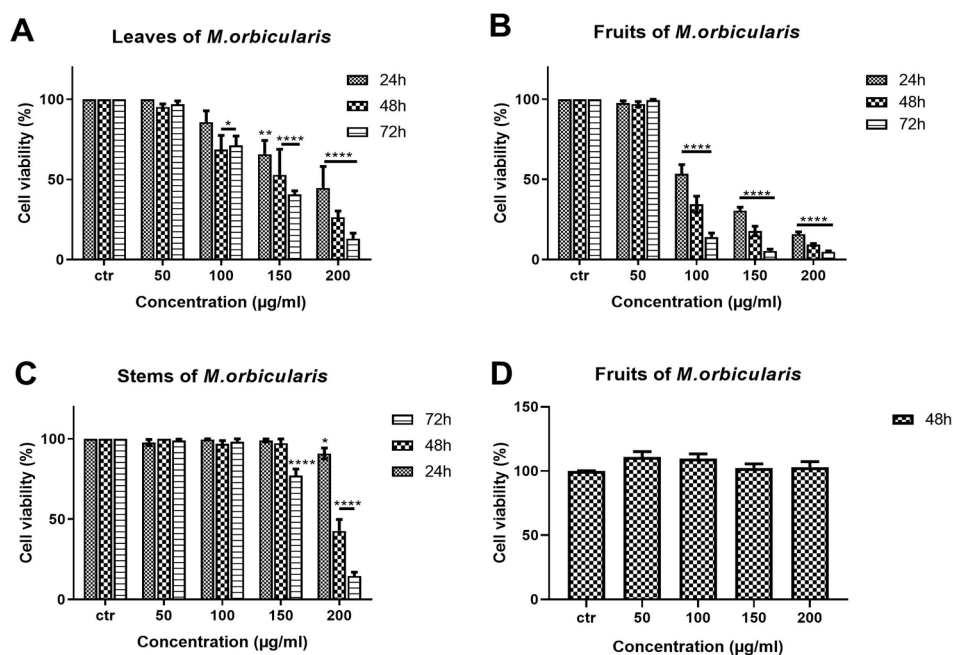 A
Leaves of M.orbicularis
24h
48h
72h
Cell viability (%)
100
50
0
*
**
****
****
ctr 50 100 150 200
Concentration (µg/ml)
B
Fruits of M.orbicularis
24h
48h
72h
Cell viability (%)
100
50
0
****
****
****
ctr 50 100 150 200
Concentration (µg/ml)
C
Stems of M.orbicularis
72h
48h
24h
Cell viability (%)
100
50
0
****
*
****
ctr 50 100 150 200
Concentration (µg/ml)
D
Fruits of M.orbicularis
48h
Cell viability (%)
150
100
50
0
ctr 50 100 150 200
Concentration (µg/ml)